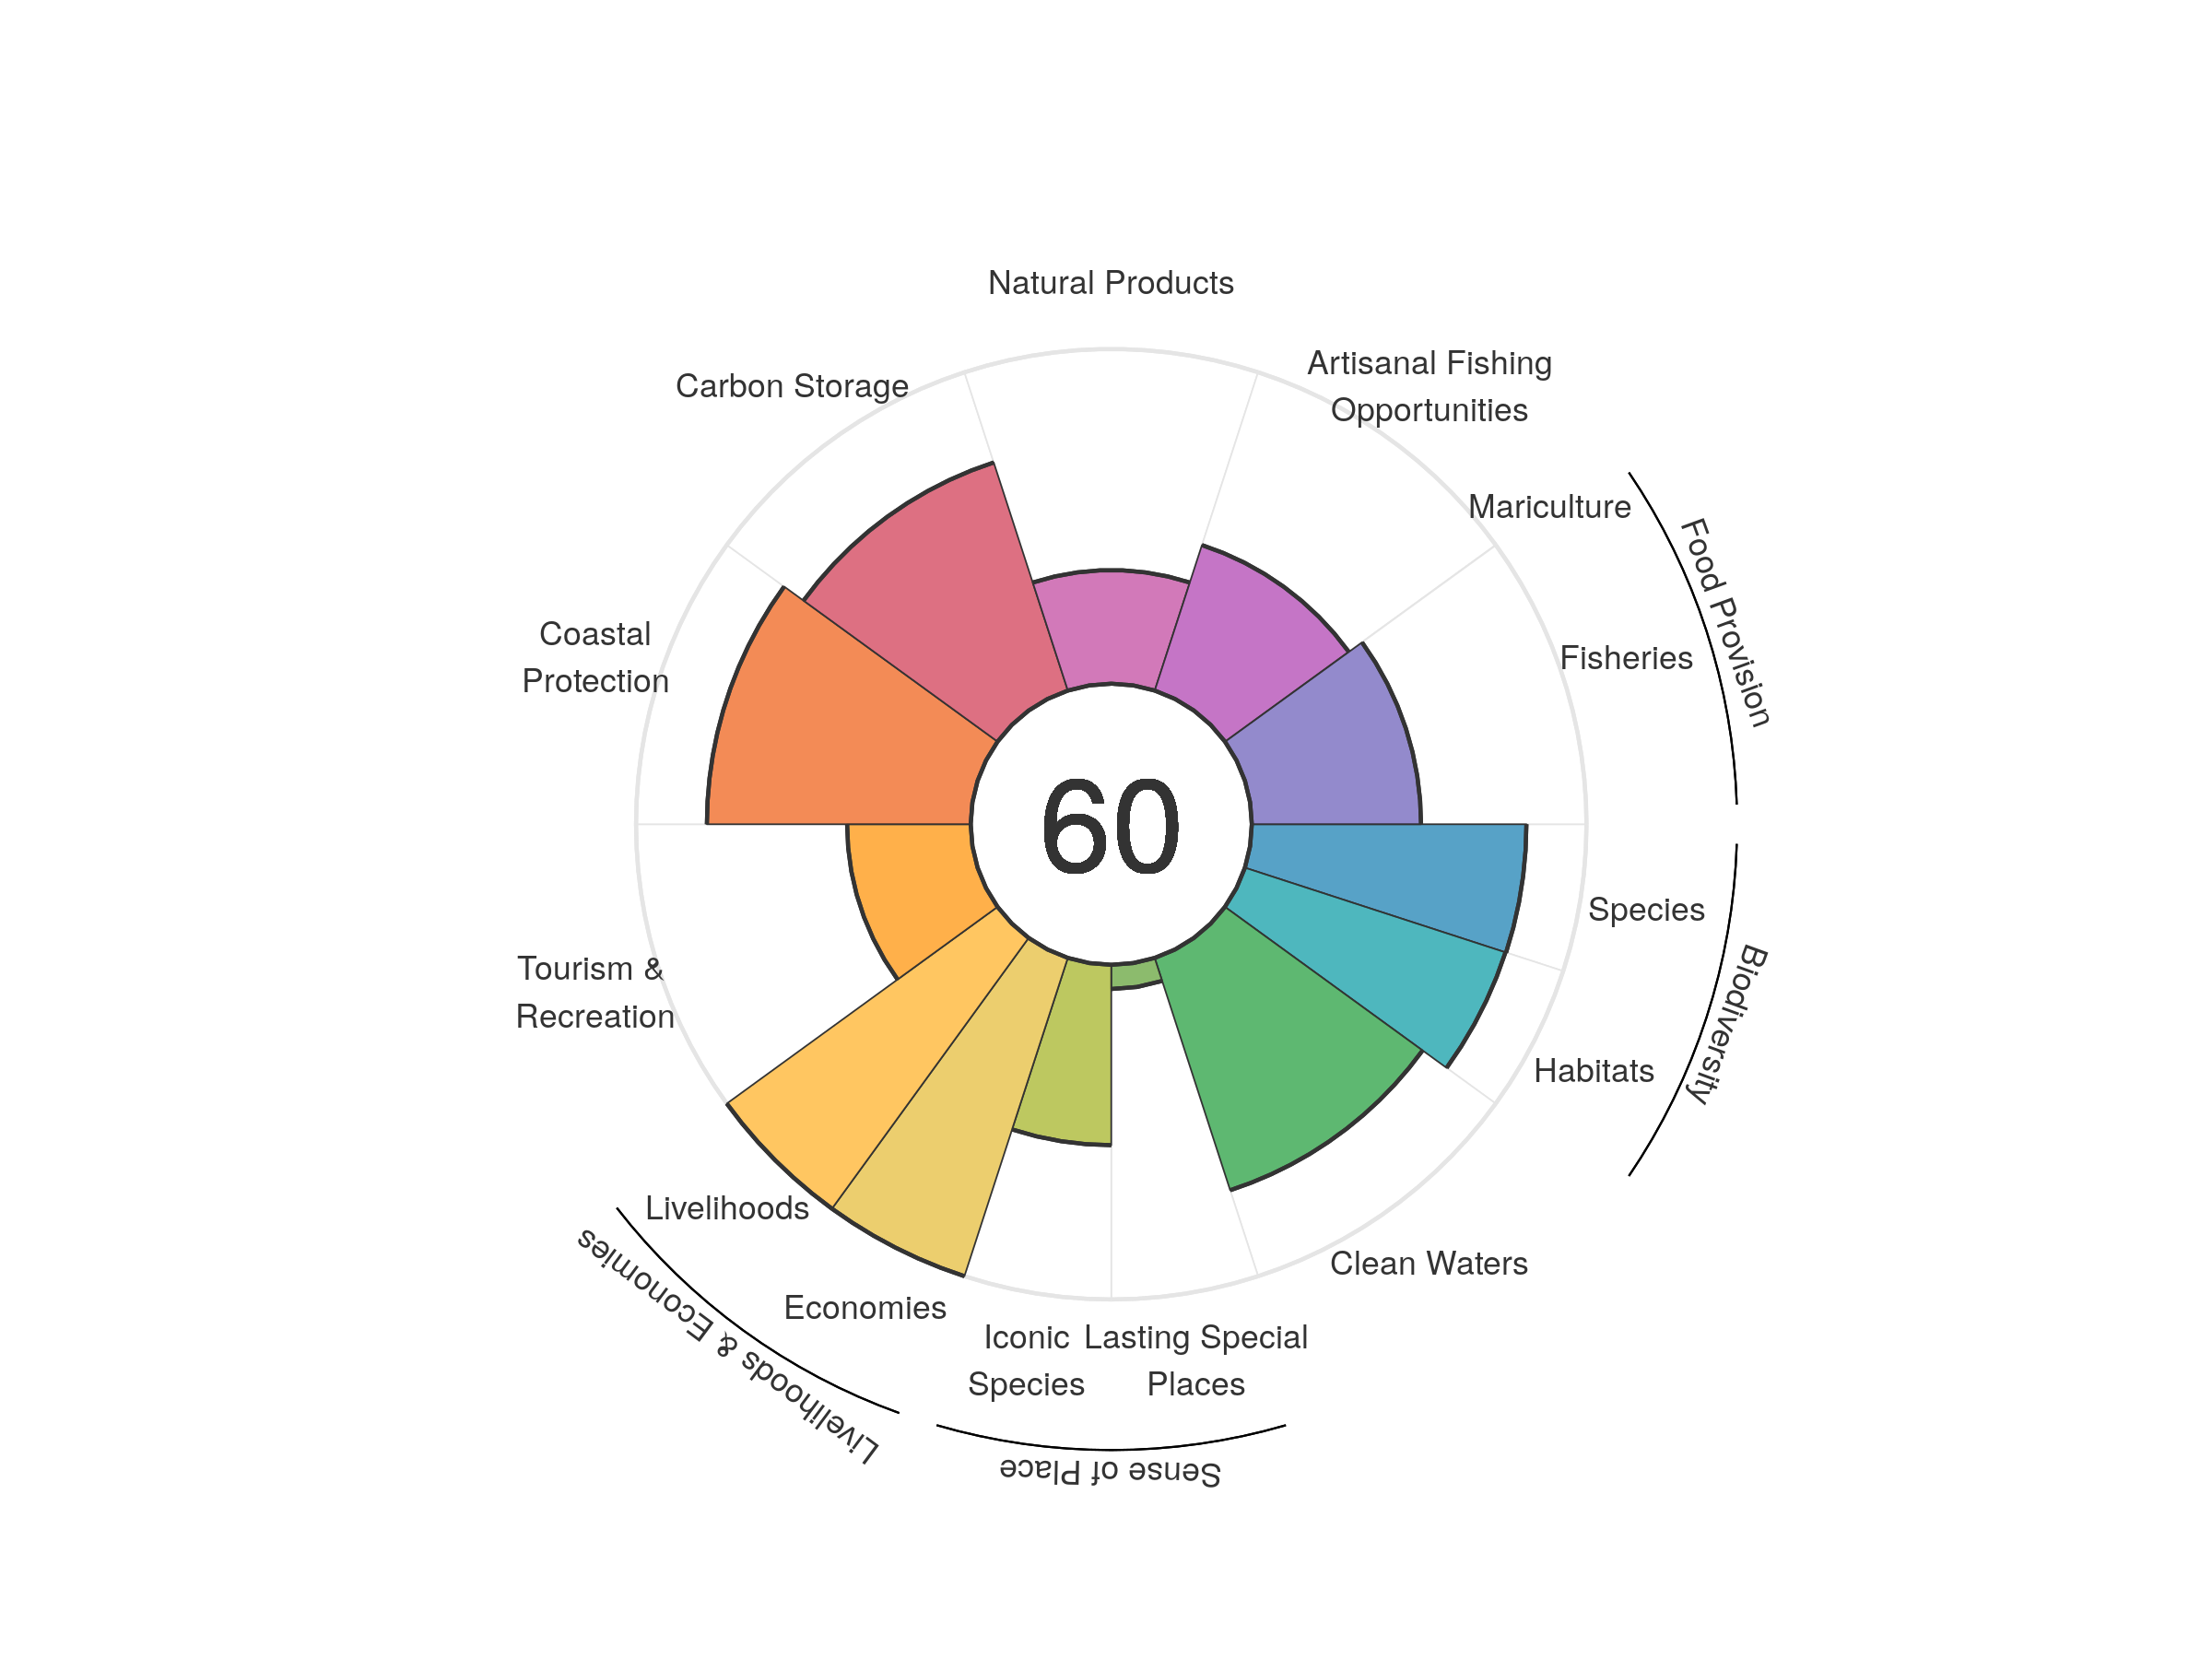 Natural Products
Artisanal Fishing
Opportunities
Carbon Storage
Mariculture
Food Provision
Coastal
Protection
Fisheries
60
Species
Biodiversity
Tourism &
Recreation
Habitats
Livelihoods
Livelihoods & Economies
Clean Waters
Economies
Iconic
Species
Lasting Special
Places
Sense of Place